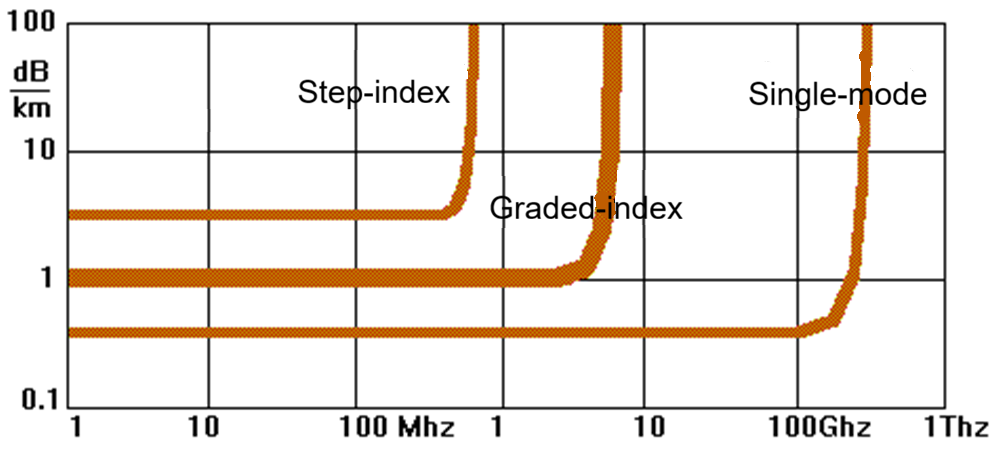 100
dB
km
Step-index
Single-mode
10
Graded-index
1
0.1
1 10 100 Mhz 1 10 100Ghz 1Thz